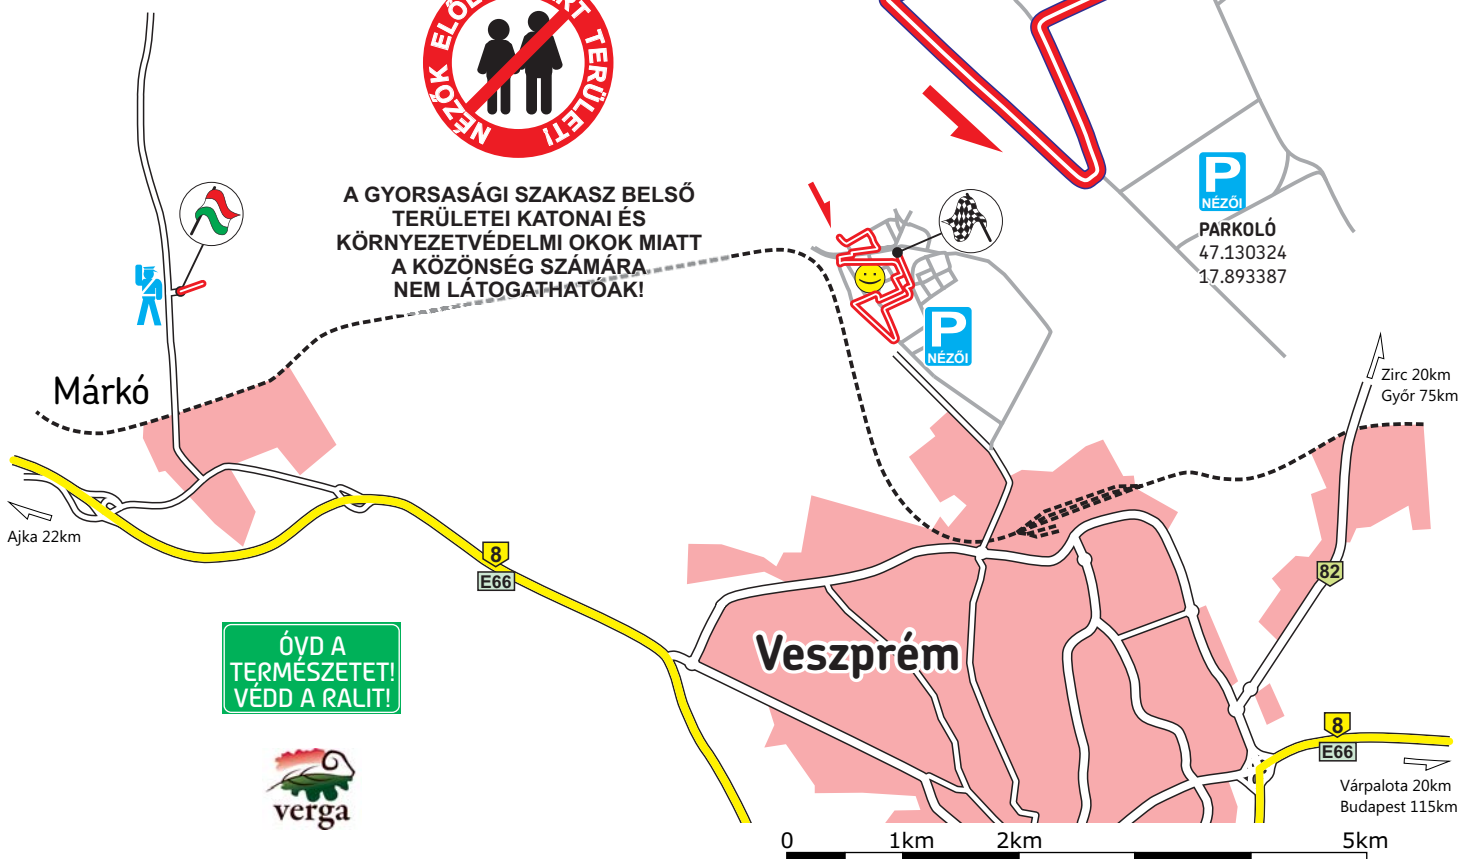 NÉZŐK TERÜLET!
A GYORSASÁGI SZAKASZ BELSŐ
TERÜLETEI KATONAI ÉS
KÖRNYEZETVÉDELMI OKOK MIATT
A KÖZÖNSÉG SZÁMÁRA
NEM LÁTOGATHATÓAK!
P
NÉZŐI
PARKOLÓ
47.130324
17.893387
P
NÉZŐI
Márkó
Zirc 20km
Győr 75km
Ajka 22km
8
E66
82
ÓVD A
TERMÉSZETET!
VÉDD A RALIT!
Veszprém
8
E66
verga
Várpalota 20km
Budapest 115km
0 1km 2km 5km